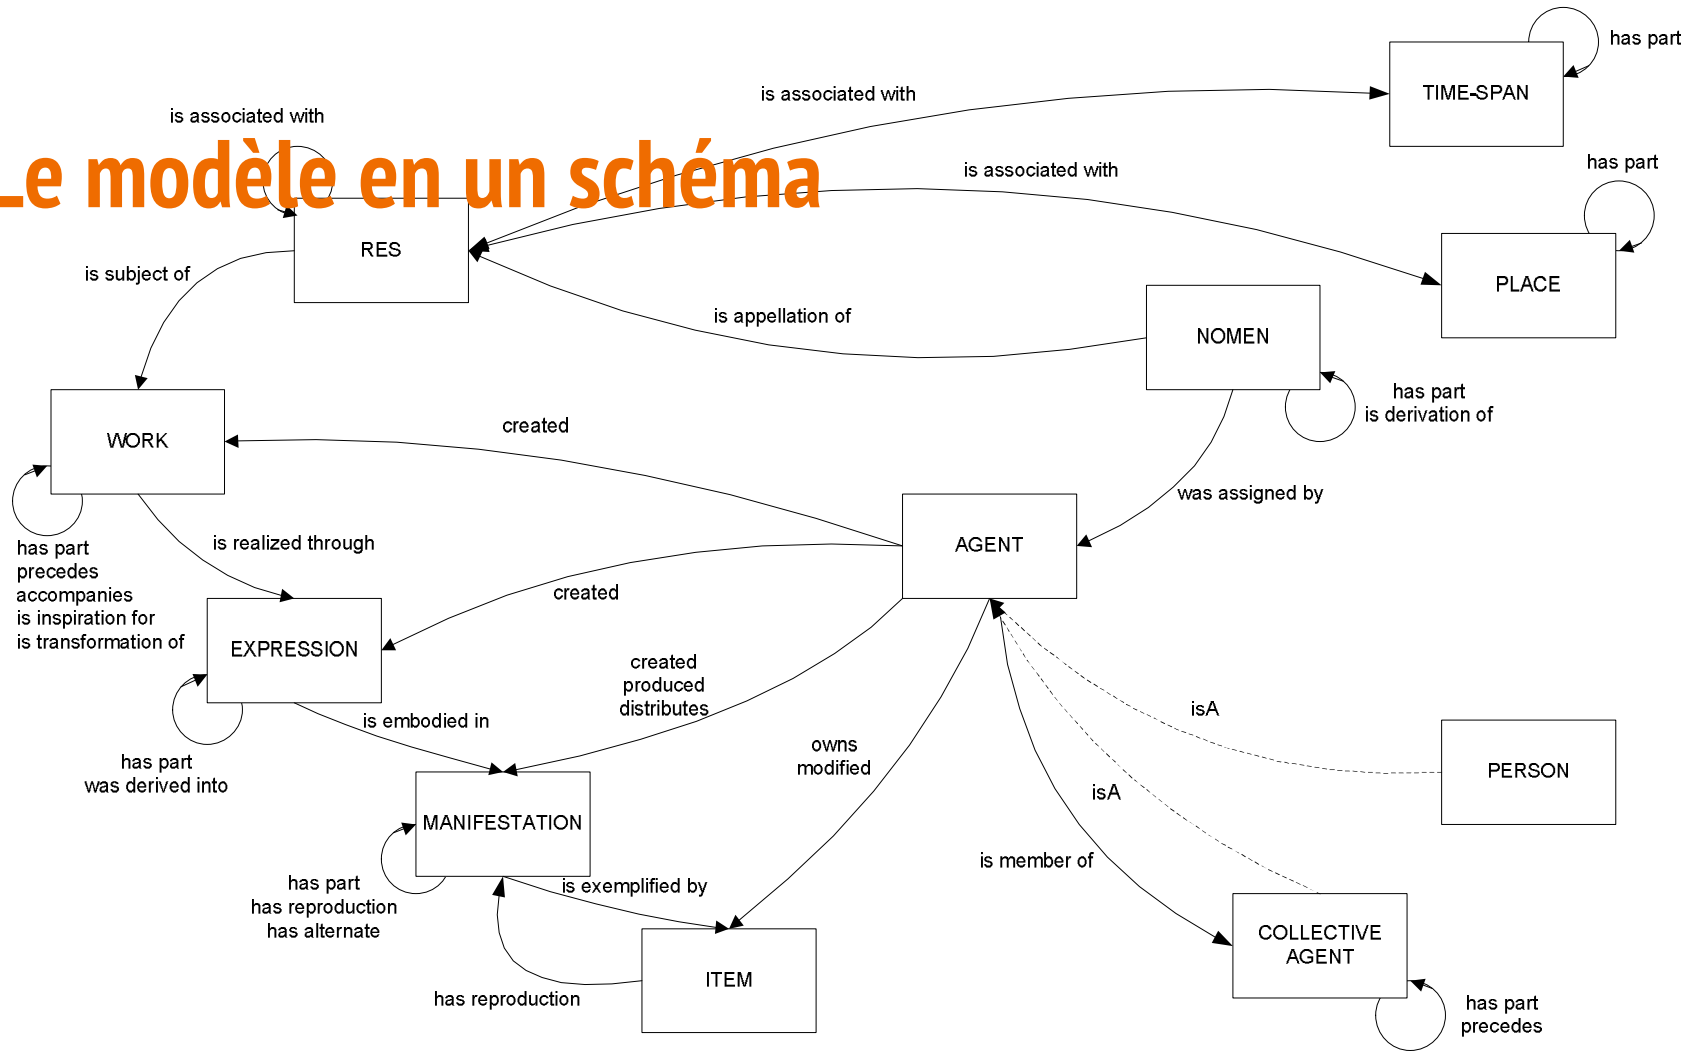 has part
TIME-SPAN
is associated with
is associated with
Le modèle en un schéma
has part
is associated with
RES
is subject of
PLACE
is appellation of
NOMEN
has part
is derivation of
WORK
created
was assigned by
is realized through
AGENT
has part
precedes
accompanies
is inspiration for
is transformation of
created
EXPRESSION
created
produced
distributes
is embodied in
isA
owns
modified
has part
was derived into
PERSON
isA
MANIFESTATION
is member of
has part
has reproduction
has alternate
is exemplified by
COLLECTIVE
AGENT
ITEM
has reproduction
has part
precedes